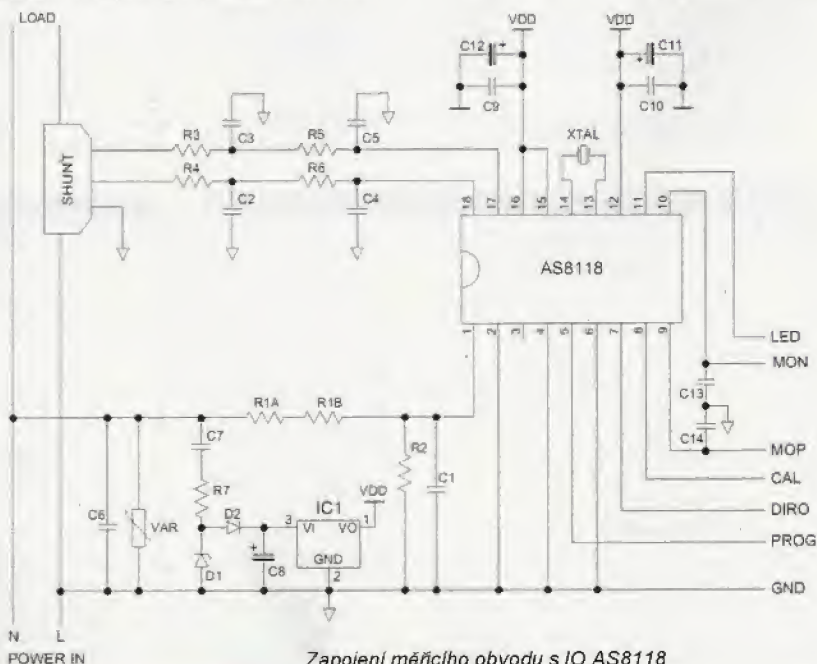 LOAD
VDD
VDD
C12
+
C11
+
C9
C10
C3
C5
XTAL
R3
R5
R4
R6
SHUNT
C2
C4
18
17
16
15
14
13
12
11
10
AS8118
1
2
3
4
5
6
7
8
9
LED
MON
C13
C14
MOP
CAL
DIRO
PROG
GND
R1A
R1B
C7
R2
C1
R7
C6
VAR
VDD
IC1
D2
3
VI
VO
1
GND
2
+
C8
D1
N
L
POWER IN
Zapojení měřicího obvodu s IO AS8118